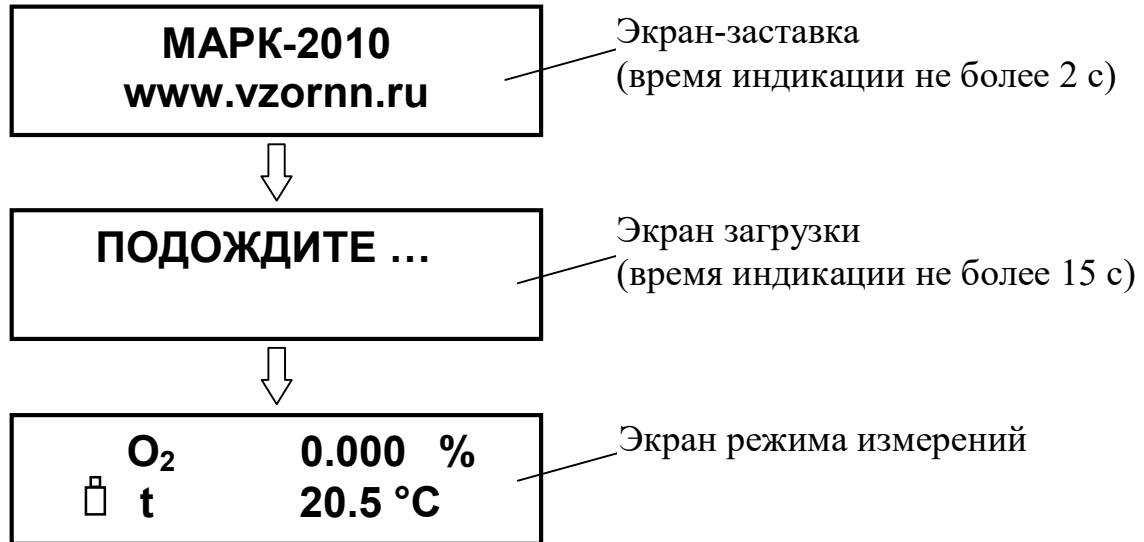 МАРК-2010
www.vzornn.ru
Экран-заставка
(время индикации не более 2 с)
ПОДОЖДИТЕ ...
Экран загрузки
(время индикации не более 15 с)
O₂ 0.000 %
t 20.5 °C
Экран режима измерений